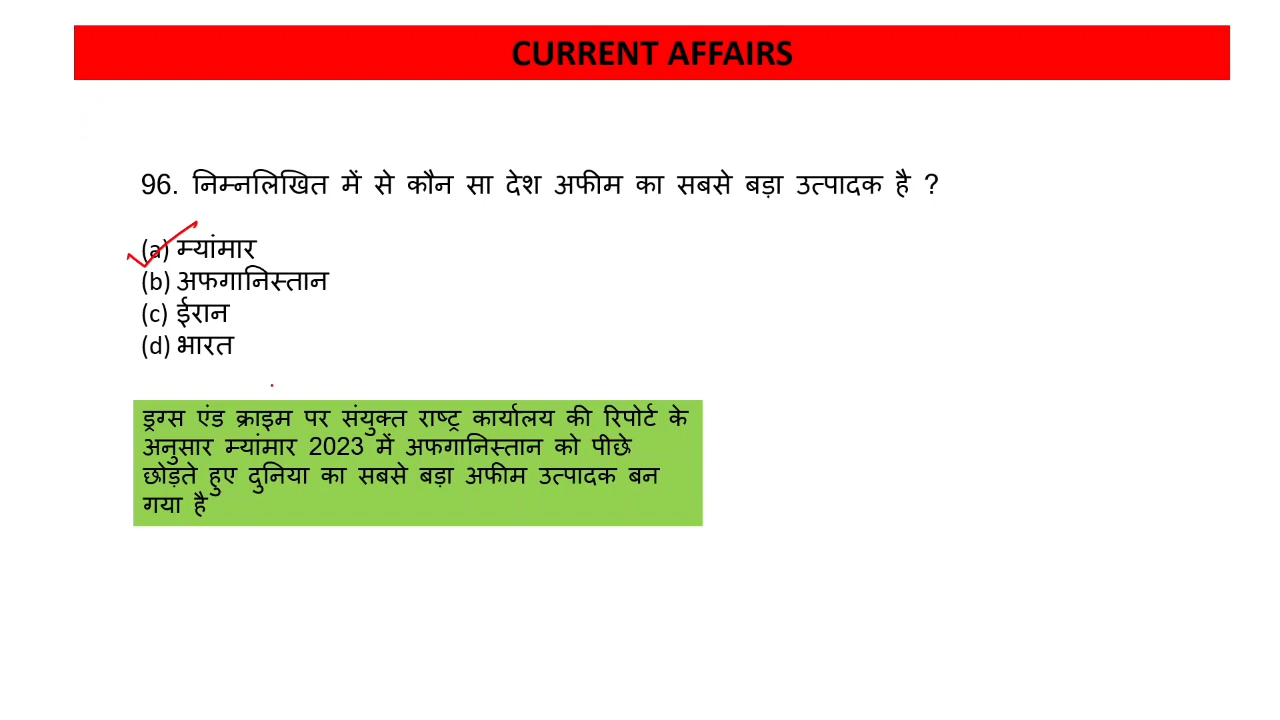 CURRENT AFFAIRS
96. निम्नलिखित में से कौन सा देश अफीम का सबसे बड़ा उत्पादक है ?
(a) म्यांमार
(b) अफगानिस्तान
(c) ईरान
(d) भारत
ड्रग्स एंड क्राइम पर संयुक्त राष्ट्र कार्यालय की रिपोर्ट के
अनुसार म्यांमार 2023 में अफगानिस्तान को पीछे
छोड़ते हुए दुनिया का सबसे बड़ा अफीम उत्पादक बन
गया है